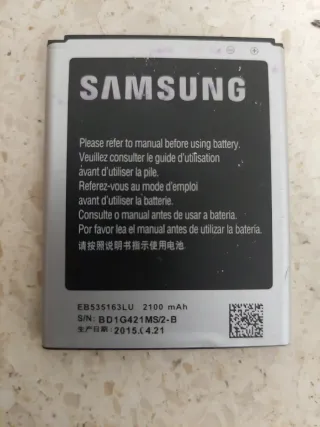 SAMSUNG
Please refer to manual before using battery.
Veuillez consulter le guide d'utilisation
avant d'utiliser la pile.
Referez-vous au mode d'emploi
avant d'utiliser la batterie.
Consulte o manual antes de usar a bateria.
Por favor lea el manual antes de utilizar la bateria.
请按照说明书指示使用电池.
EB535163LU 2100 mAh
S/N: BD1G421MS/2-B
生产日期: 2015.04.21